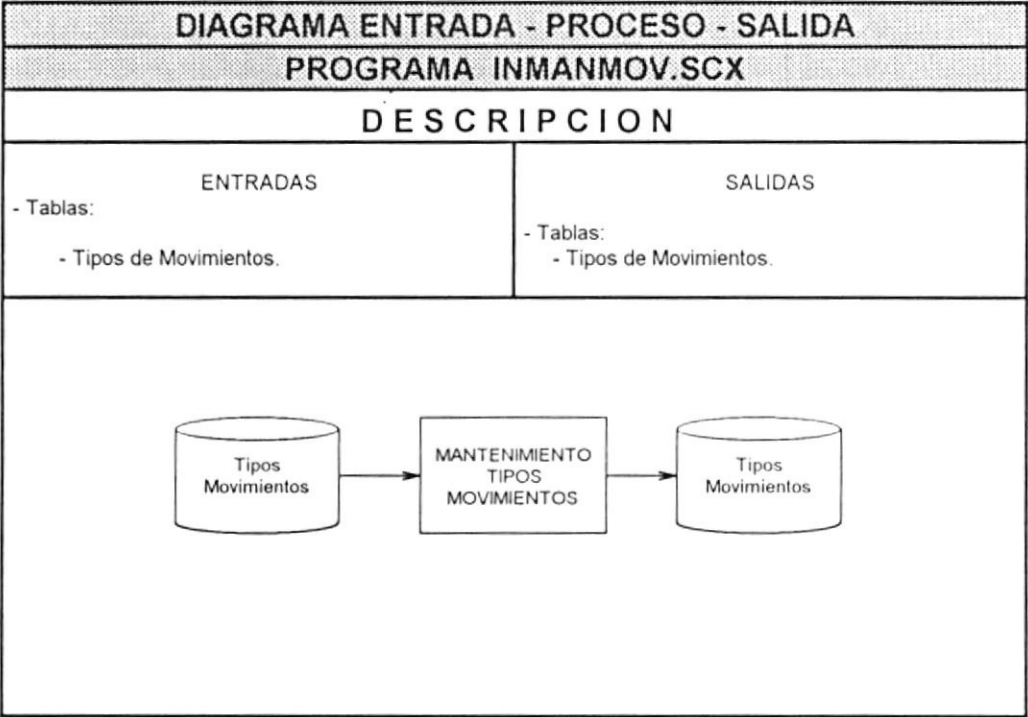 DIAGRAMA ENTRADA - PROCESO - SALIDA
PROGRAMA INMANMOV.SCX
DESCRIPCION
ENTRADAS
- Tablas:
- Tipos de Movimientos.
SALIDAS
- Tablas:
- Tipos de Movimientos.
Tipos
Movimientos
MANTENIMIENTO
TIPOS
MOVIMIENTOS
Tipos
Movimientos